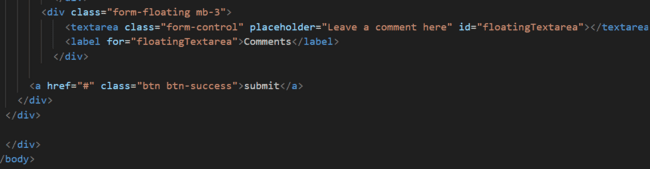 <div class="form-floating mb-3">
<textarea class="form-control" placeholder="Leave a comment here" id="floatingTextarea"></textarea
<label for="floatingTextarea">Comments</label>
</div>
<a href="#" class="btn btn-success">submit</a>
</div>
</div>
</div>
/body>